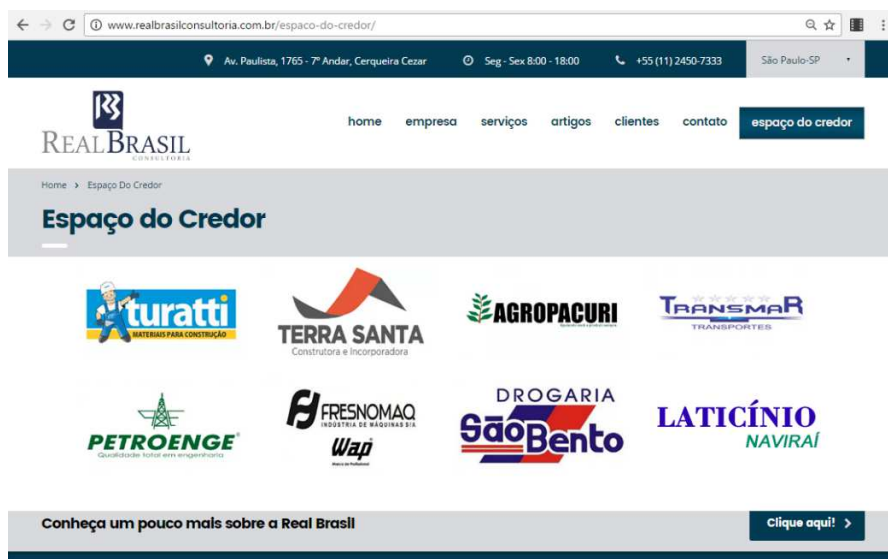 www.realbrasilconsultoria.com.br/espaco-do-credor/
Av. Paulista, 1765 - 7º Andar, Cerqueira Cezar Seg - Sex 8:00 - 18:00 +55 (11) 2450-7333 São Paulo-SP
REALBRASIL
CONSULTORIA
home empresa serviços artigos clientes contato espaço do credor
Home > Espaço Do Credor
Espaço do Credor
turatti
MATERIAIS PARA CONSTRUÇÃO
TERRA SANTA
Construtora e Incorporadora
AGROPACURI
TRANSMAR
TRANSPORTES
PETROENGE®
Qualidade total em engenharia
FRESNOMAQ
INDÚSTRIA DE MÁQUINAS S/A
Wap
DROGARIA
São Bento
LATICÍNIO
NAVIRAÍ
Conheça um pouco mais sobre a Real Brasil Clique aqui! >